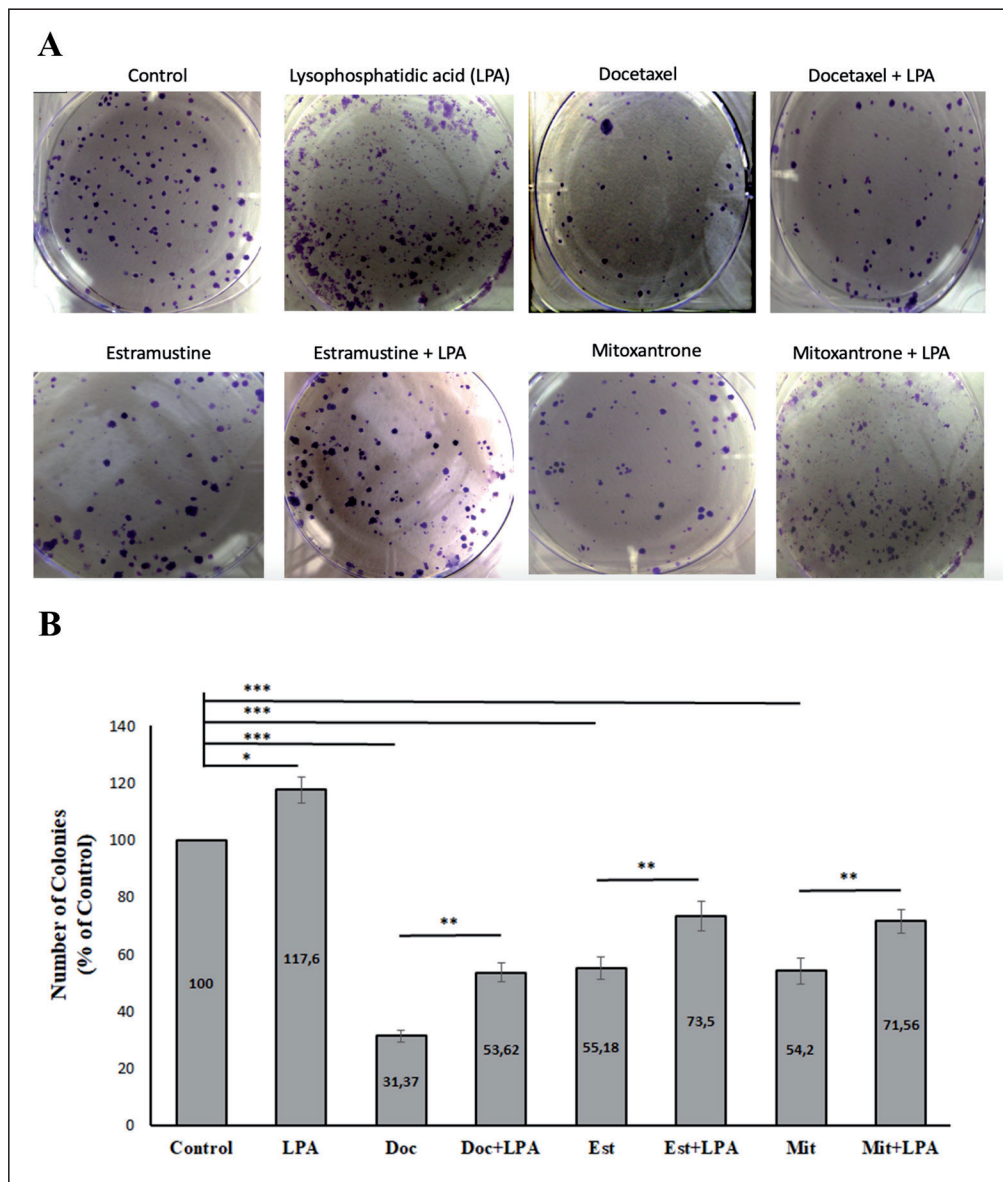 A
Control
Lysophosphatidic acid (LPA)
Docetaxel
Docetaxel + LPA
Estramustine
Estramustine + LPA
Mitoxantrone
Mitoxantrone + LPA
B
***
***
***
*
140
120
100
80
60
40
20
0
Number of Colonies
(% of Control)
**
**
**
100
117,6
31,37
53,62
55,18
73,5
54,2
71,56
Control
LPA
Doc
Doc+LPA
Est
Est+LPA
Mit
Mit+LPA